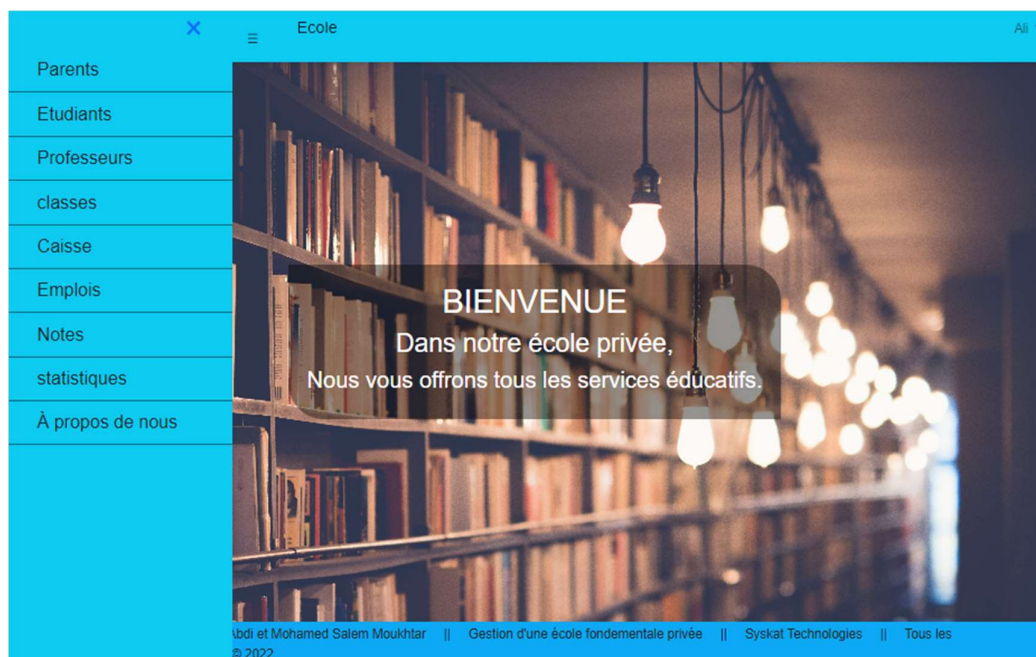 Ecole
Ali
Parents
Etudiants
Professeurs
classes
Caisse
Emplois
Notes
statistiques
À propos de nous
BIENVENUE
Dans notre école privée,
Nous vous offrons tous les services éducatifs.
Abdi et Mohamed Salem Moukhtar || Gestion d'une école fondementale privée || Syskat Technologies || Tous les
© 2022